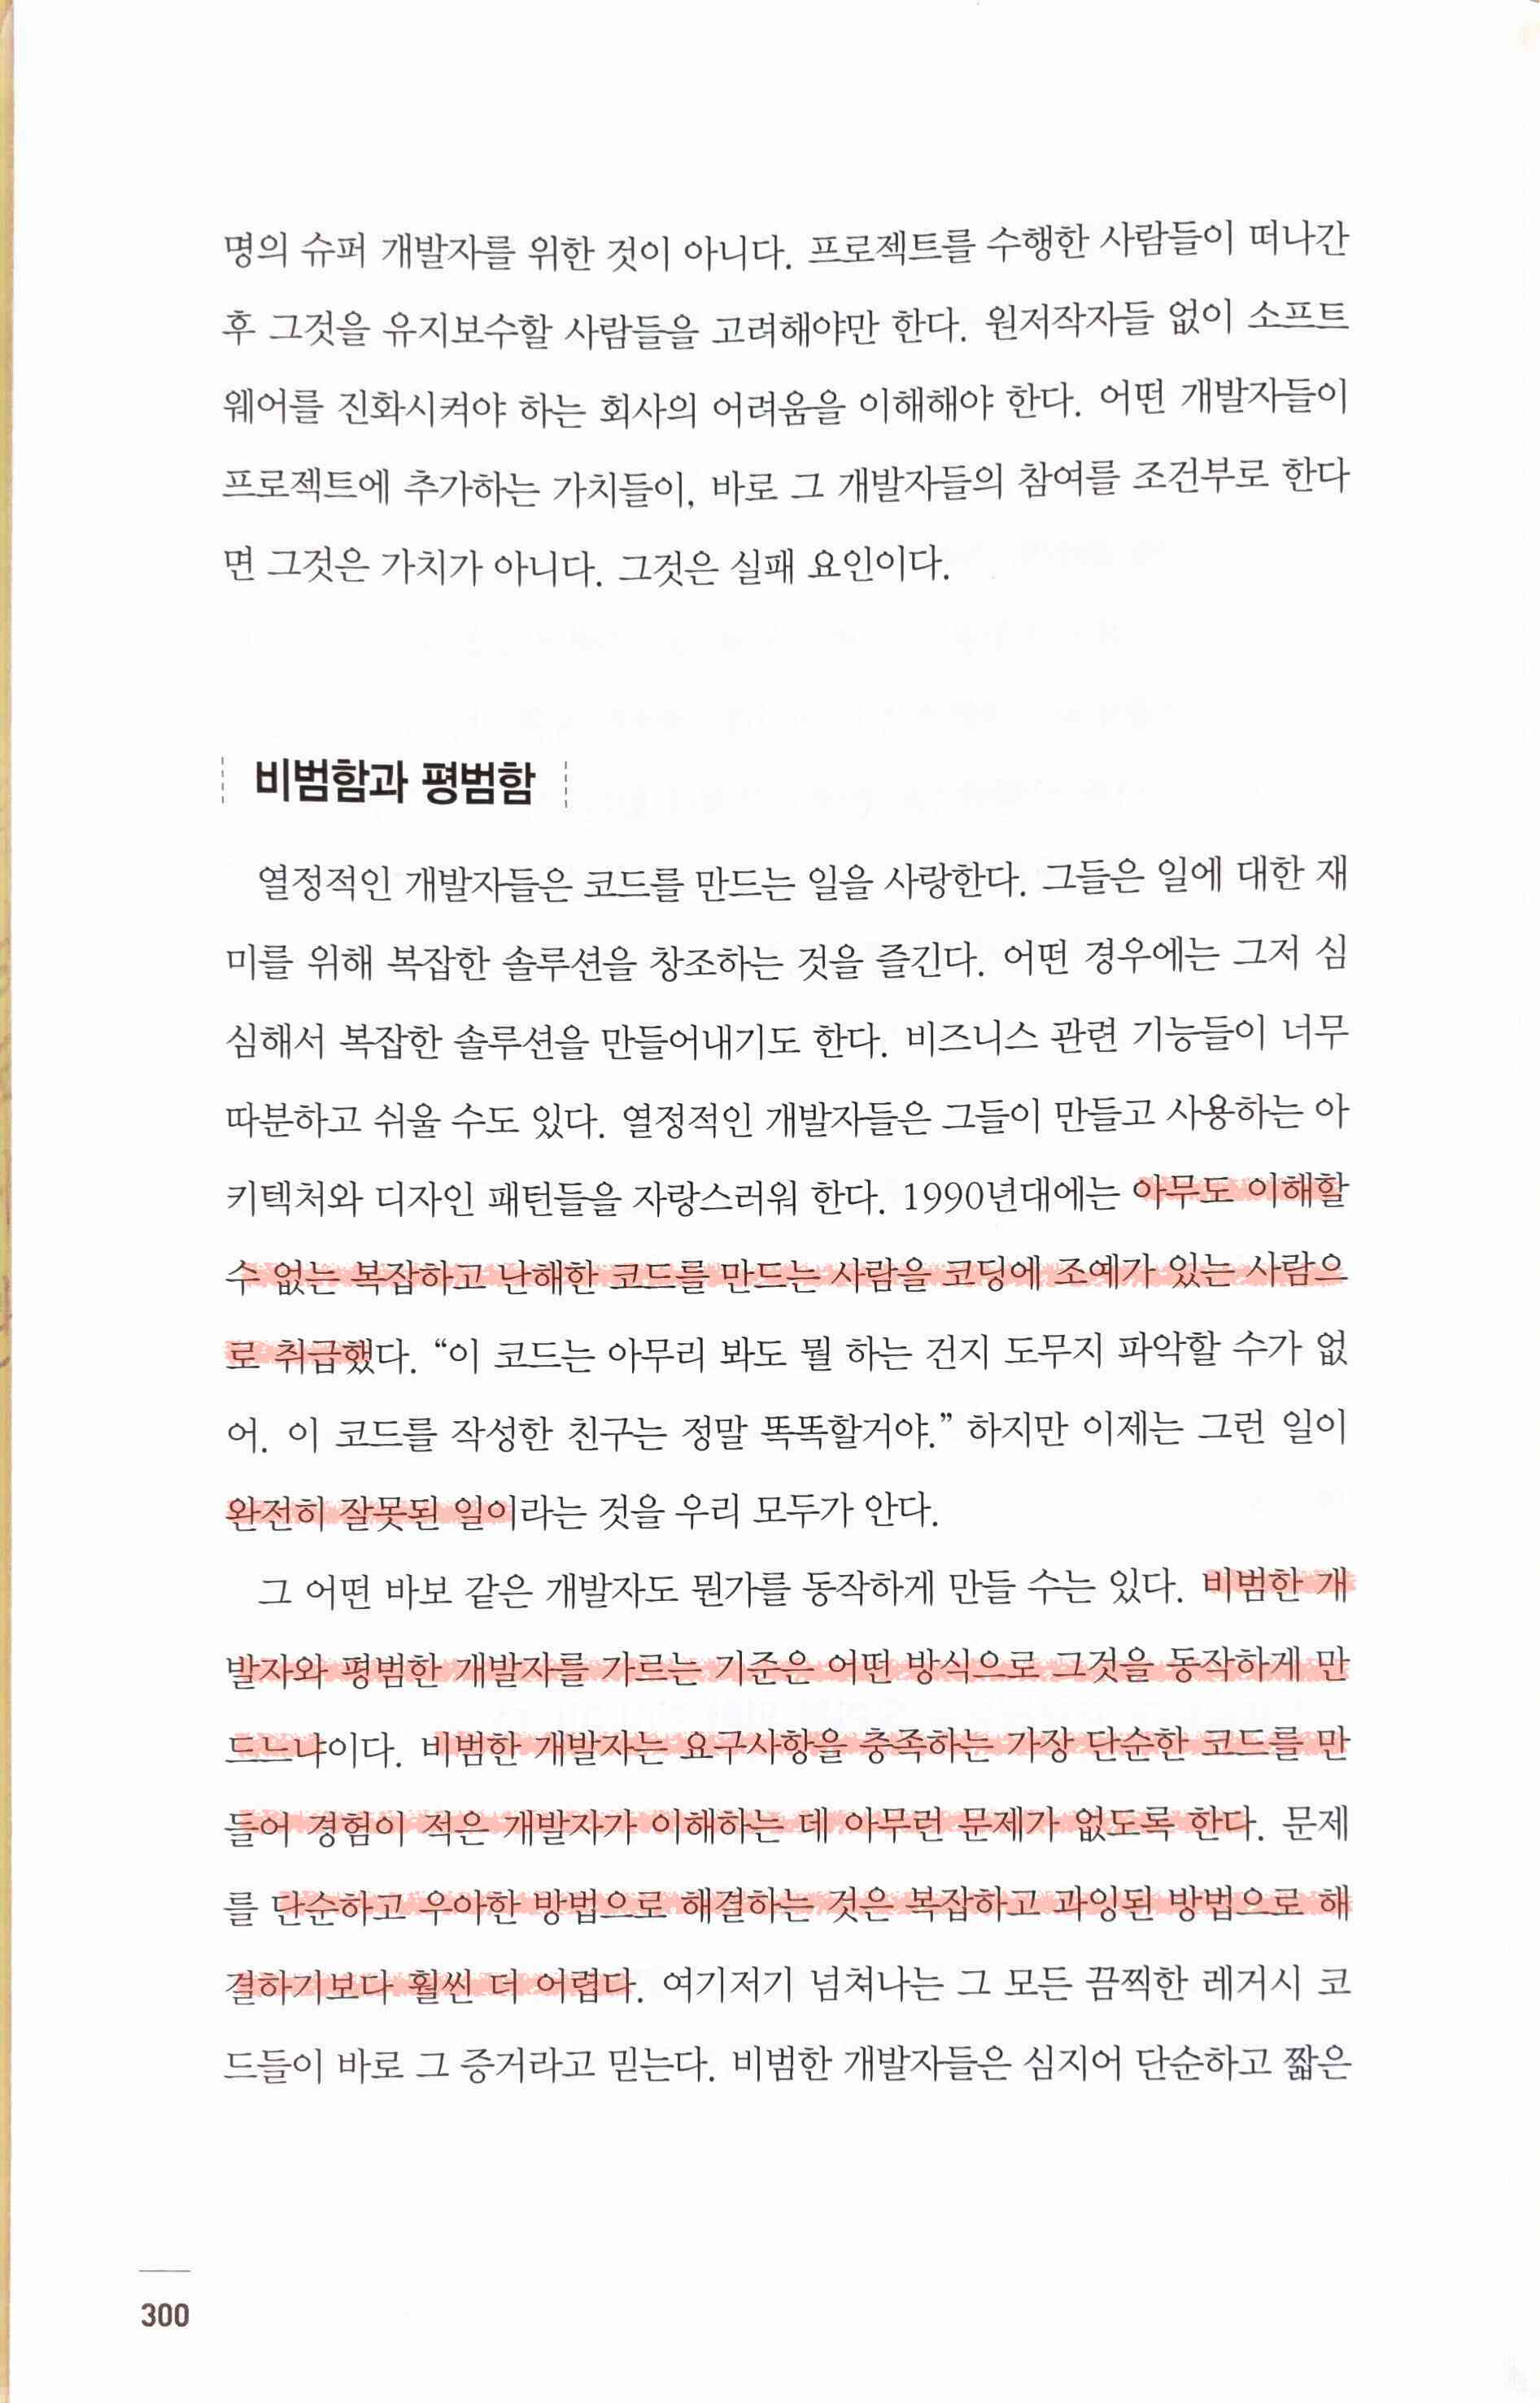 명의 슈퍼 개발자를 위한 것이 아니다. 프로젝트를 수행한 사람들이 떠나간
후 그것을 유지보수할 사람들을 고려해야만 한다. 원저작자들 없이 소프트
웨어를 진화시켜야 하는 회사의 어려움을 이해해야 한다. 어떤 개발자들이
프로젝트에 추가하는 가치들이, 바로 그 개발자들의 참여를 조건부로 한다
면 그것은 가치가 아니다. 그것은 실패 요인이다.
비범함과 평범함
열정적인 개발자들은 코드를 만드는 일을 사랑한다. 그들은 일에 대한 재
미를 위해 복잡한 솔루션을 창조하는 것을 즐긴다. 어떤 경우에는 그저 심
심해서 복잡한 솔루션을 만들어내기도 한다. 비즈니스 관련 기능들이 너무
따분하고 쉬울 수도 있다. 열정적인 개발자들은 그들이 만들고 사용하는 아
키텍처와 디자인 패턴들을 자랑스러워 한다. 1990년대에는 아무도 이해할
수 없는 복잡하고 난해한 코드를 만드는 사람을 코딩에 조예가 있는 사람으
로 취급했다. “이 코드는 아무리 봐도 뭘 하는 건지 도무지 파악할 수가 없
어. 이 코드를 작성한 친구는 정말 똑똑할거야.” 하지만 이제는 그런 일이
완전히 잘못된 일이라는 것을 우리 모두가 안다.
그 어떤 바보 같은 개발자도 뭔가를 동작하게 만들 수는 있다. 비범한 개
발자와 평범한 개발자를 가르는 기준은 어떤 방식으로 그것을 동작하게 만
드느냐이다. 비범한 개발자는 요구사항을 충족하는 가장 단순한 코드를 만
들어 경험이 적은 개발자가 이해하는 데 아무런 문제가 없도록 한다. 문제
를 단순하고 우아한 방법으로 해결하는 것은 복잡하고 과잉된 방법으로 해
결하기보다 훨씬 더 어렵다. 여기저기 넘쳐나는 그 모든 끔찍한 레거시 코
드들이 바로 그 증거라고 믿는다. 비범한 개발자들은 심지어 단순하고 짧은
300